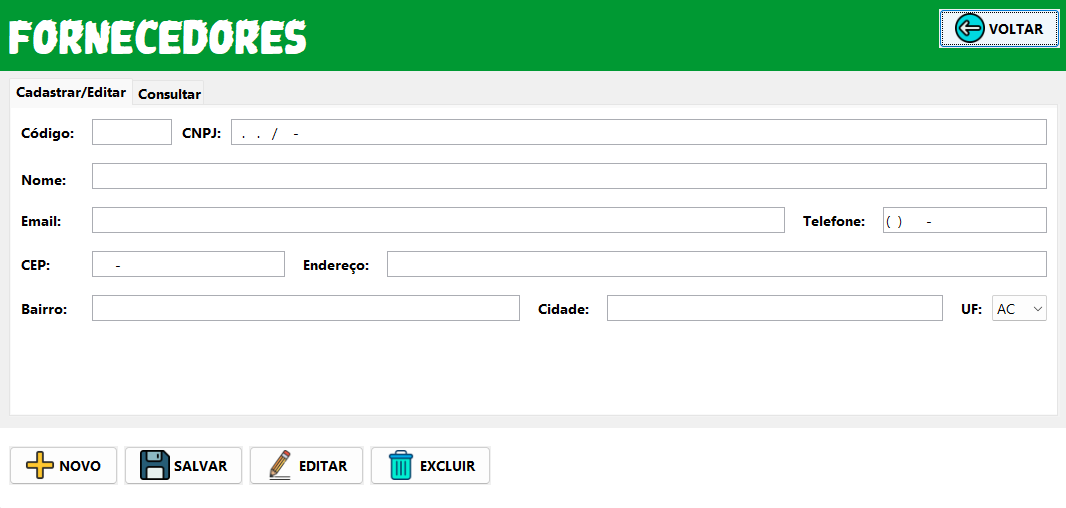 FORNECEDORES
VOLTAR
Cadastrar/Editar Consultar
Código: CNPJ: . . / -
Nome:
Email: Telefone: ( ) -
CEP: - Endereço:
Bairro: Cidade: UF: AC
NOVO SALVAR EDITAR EXCLUIR